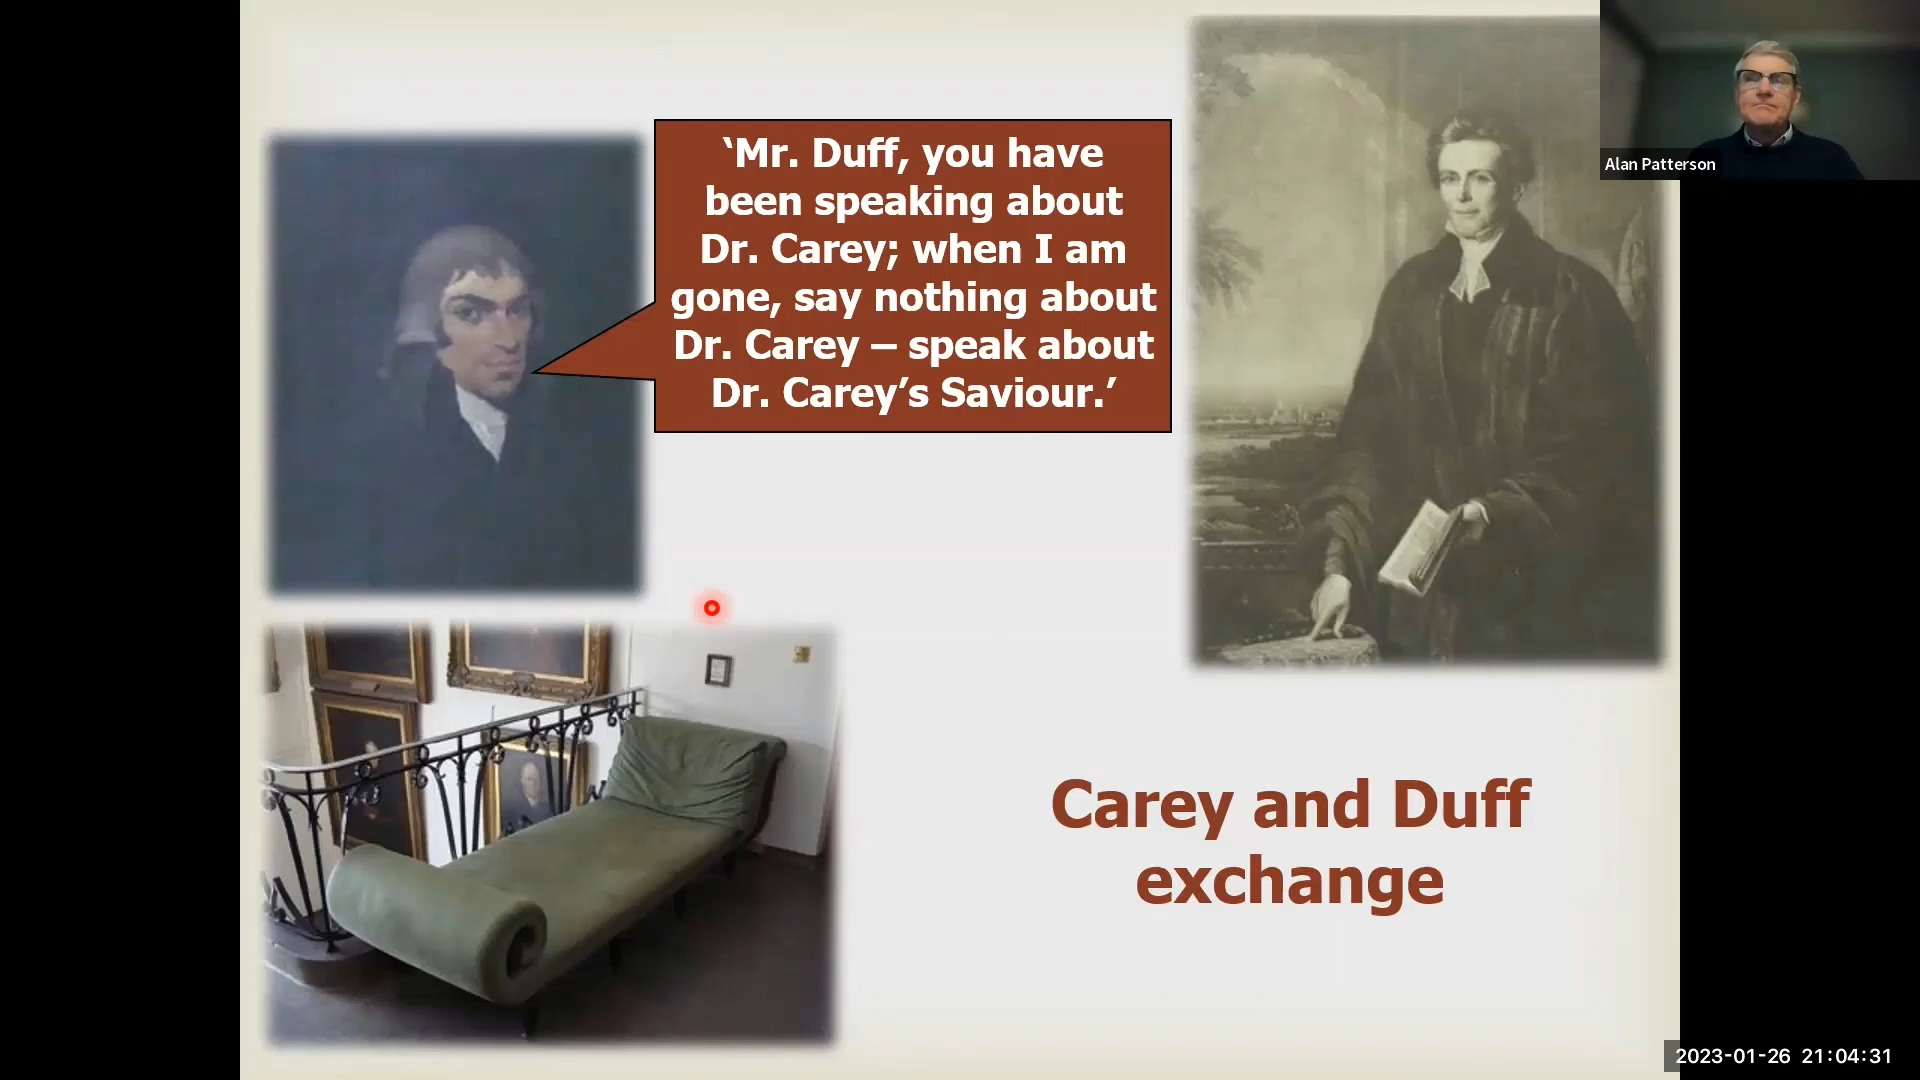 ‘Mr. Duff, you have
been speaking about
Dr. Carey; when I am
gone, say nothing about
Dr. Carey – speak about
Dr. Carey’s Saviour.’
Alan Patterson
Carey and Duff
exchange
2023-01-26 21:04:31